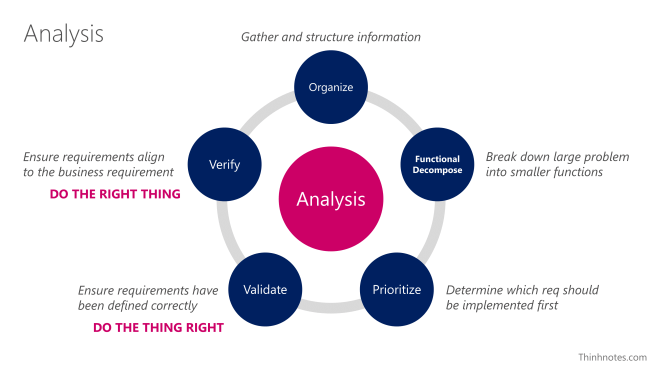 Analysis
Gather and structure information
Organize
Functional
Decompose
Break down large problem
into smaller functions
Prioritize
Determine which req should
be implemented first
Validate
Ensure requirements have
been defined correctly
DO THE THING RIGHT
Verify
Ensure requirements align
to the business requirement
DO THE RIGHT THING
Analysis
Thinhnotes.com